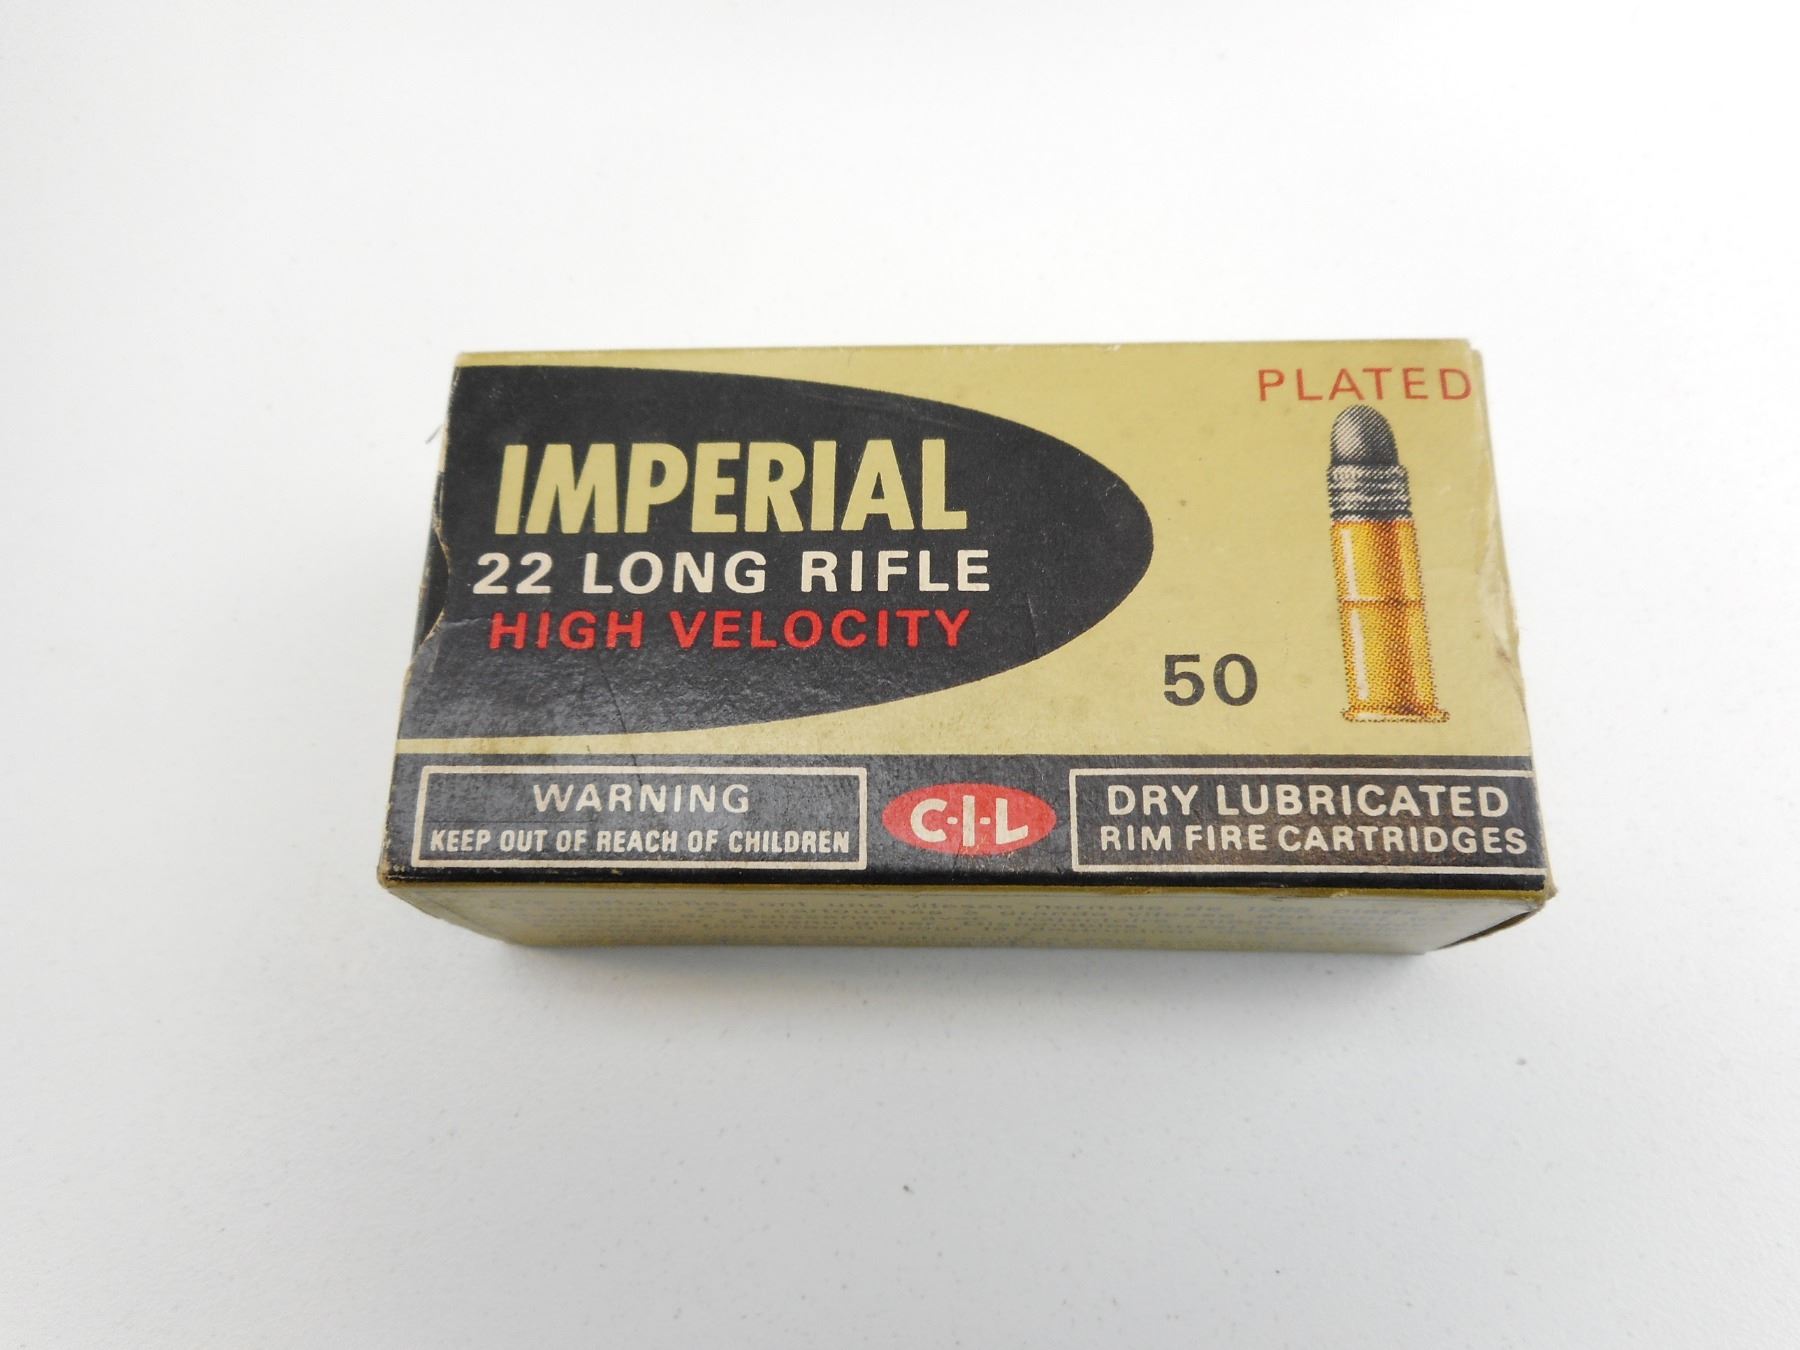 IMPERIAL
22 LONG RIFLE
HIGH VELOCITY
PLATED
50
WARNING
KEEP OUT OF REACH OF CHILDREN
C-I-L
DRY LUBRICATED
RIM FIRE CARTRIDGES